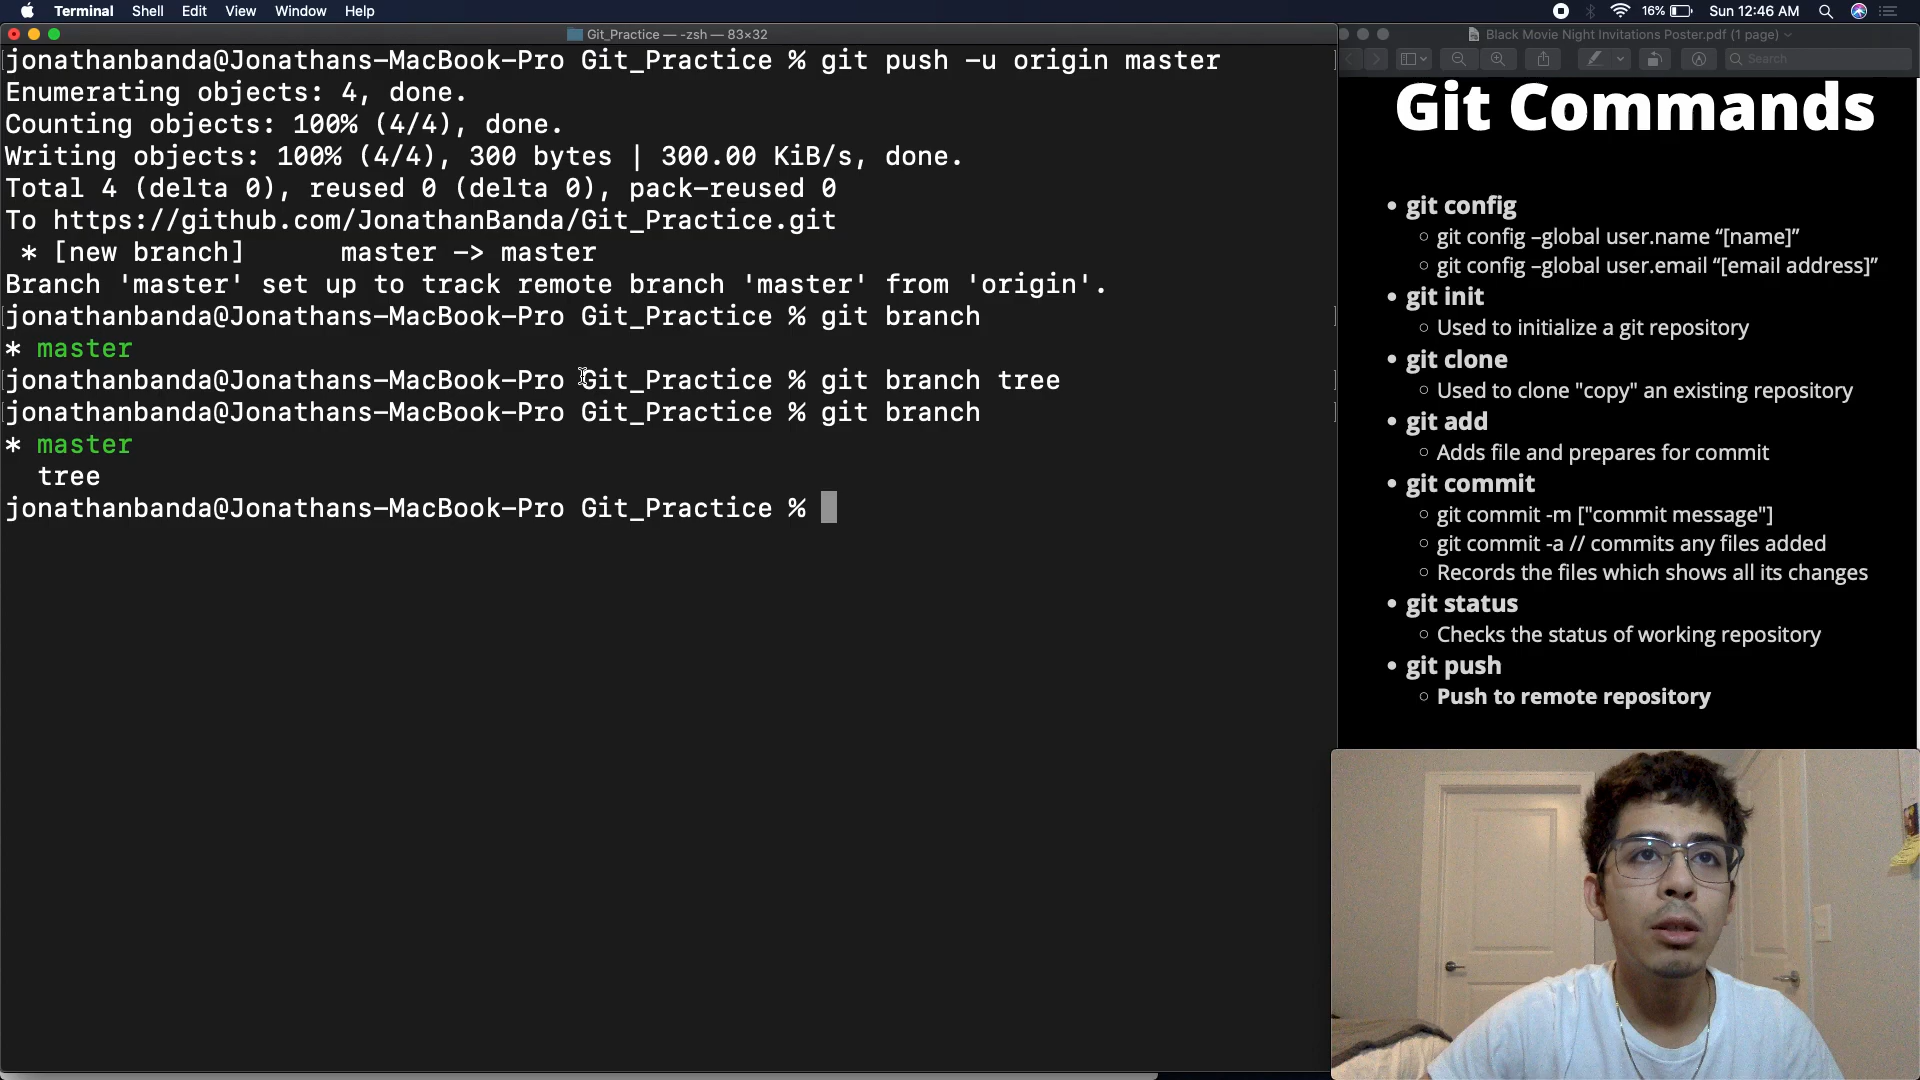 Terminal Shell Edit View Window Help
16% Sun 12:46 AM
Git_Practice — -zsh — 83×32
jonathanbanda@Jonathans-MacBook-Pro Git_Practice % git push -u origin master
Enumerating objects: 4, done.
Counting objects: 100% (4/4), done.
Writing objects: 100% (4/4), 300 bytes | 300.00 KiB/s, done.
Total 4 (delta 0), reused 0 (delta 0), pack-reused 0
To https://github.com/JonathanBanda/Git_Practice.git
* [new branch] master -> master
Branch 'master' set up to track remote branch 'master' from 'origin'.
jonathanbanda@Jonathans-MacBook-Pro Git_Practice % git branch
* master
jonathanbanda@Jonathans-MacBook-Pro Git_Practice % git branch tree
jonathanbanda@Jonathans-MacBook-Pro Git_Practice % git branch
* master
tree
jonathanbanda@Jonathans-MacBook-Pro Git_Practice %
Black Movie Night Invitations Poster.pdf (1 page)
Search
Git Commands
• git config
○ git config –global user.name “[name]”
○ git config –global user.email “[email address]”
• git init
○ Used to initialize a git repository
• git clone
○ Used to clone "copy" an existing repository
• git add
○ Adds file and prepares for commit
• git commit
○ git commit -m ["commit message"]
○ git commit -a // commits any files added
○ Records the files which shows all its changes
• git status
○ Checks the status of working repository
• git push
○ Push to remote repository